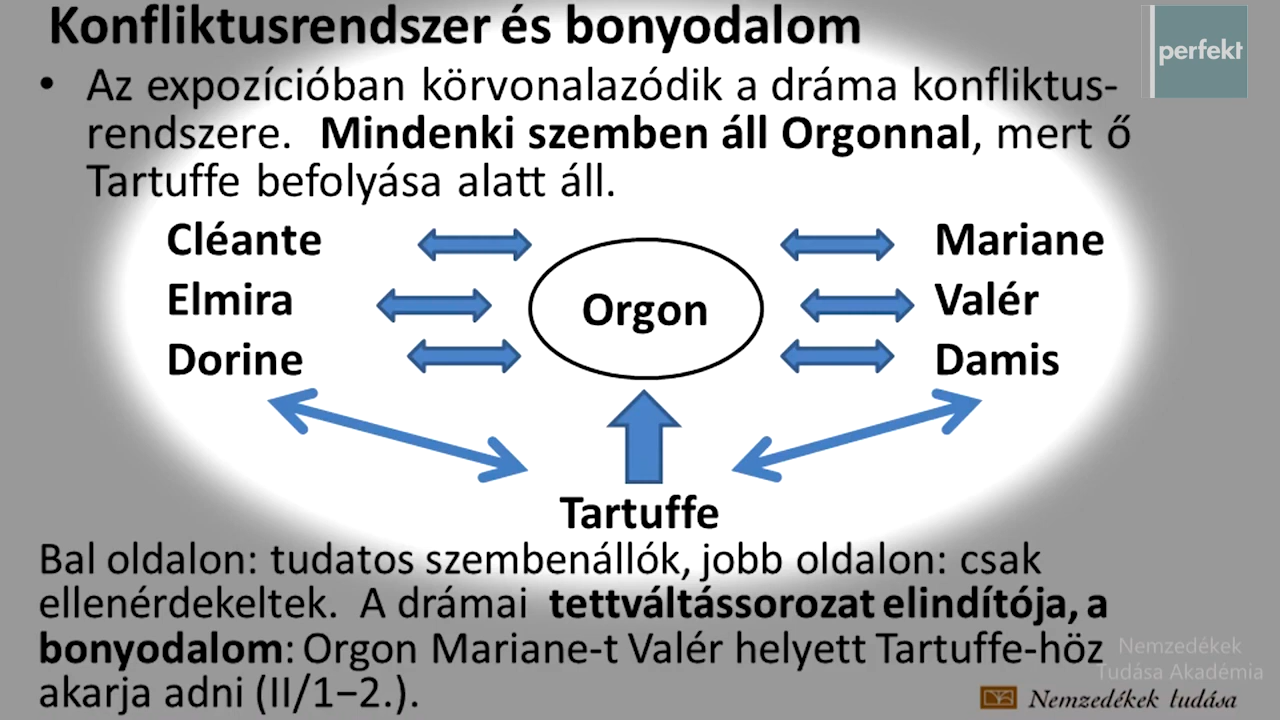 Konfliktusrendszer és bonyodalom
perfekt
• Az expozícióban körvonalazódik a dráma konfliktus-
rendszere. Mindenki szemben áll Orgonnal, mert ő
Tartuffe befolyása alatt áll.
Cléante
Mariane
Elmira
Orgon
Valér
Dorine
Damis
Tartuffe
Bal oldalon: tudatos szembenállók, jobb oldalon: csak
ellenérdekeltek. A drámai tettváltássorozat elindítója, a
bonyodalom: Orgon Mariane-t Valér helyett Tartuffe-höz
akarja adni (II/1–2.).
Nemzedékek
Tudása Akadémia
Nemzedékek tudása